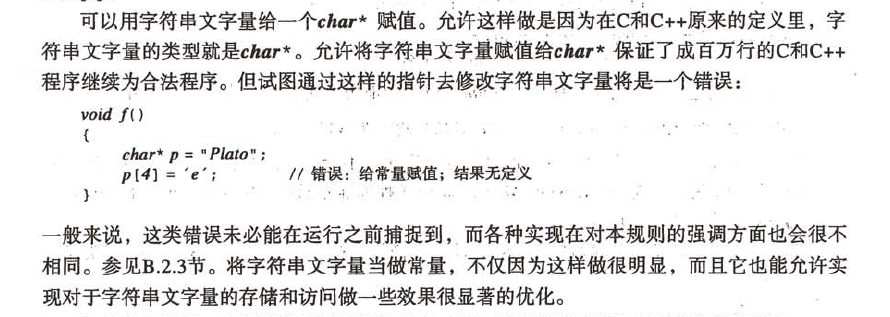 可以用字符串文字量给一个char* 赋值。允许这样做是因为在C和C++原来的定义里，字
符串文字量的类型就是char*。允许将字符串文字量赋值给char* 保证了成百万行的C和C++
程序继续为合法程序。但试图通过这样的指针去修改字符串文字量将是一个错误：
void f()
{
char* p = "Plato";
p[4] = 'e'; // 错误：给常量赋值；结果无定义
}
一般来说，这类错误未必能在运行之前捕捉到，而各种实现在对本规则的强调方面也会很不
相同。参见B.2.3节。将字符串文字量当做常量，不仅因为这样做很明显，而且它也能允许实
现对于字符串文字量的存储和访问做一些效果很显著的优化。